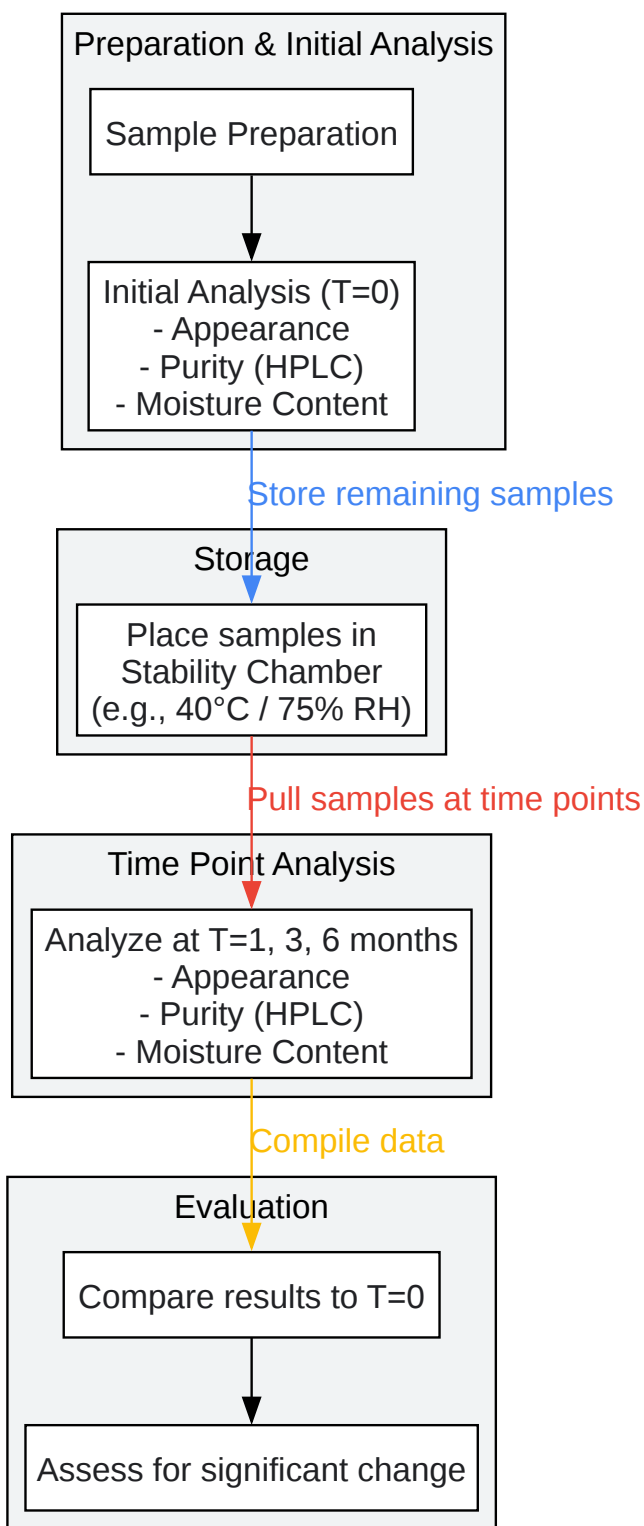 Preparation & Initial Analysis
Sample Preparation
Initial Analysis (T=0)
- Appearance
- Purity (HPLC)
- Moisture Content
Store remaining samples
Storage
Place samples in
Stability Chamber
(e.g., 40°C / 75% RH)
Pull samples at time points
Time Point Analysis
Analyze at T=1, 3, 6 months
- Appearance
- Purity (HPLC)
- Moisture Content
Compile data
Evaluation
Compare results to T=0
Assess for significant change